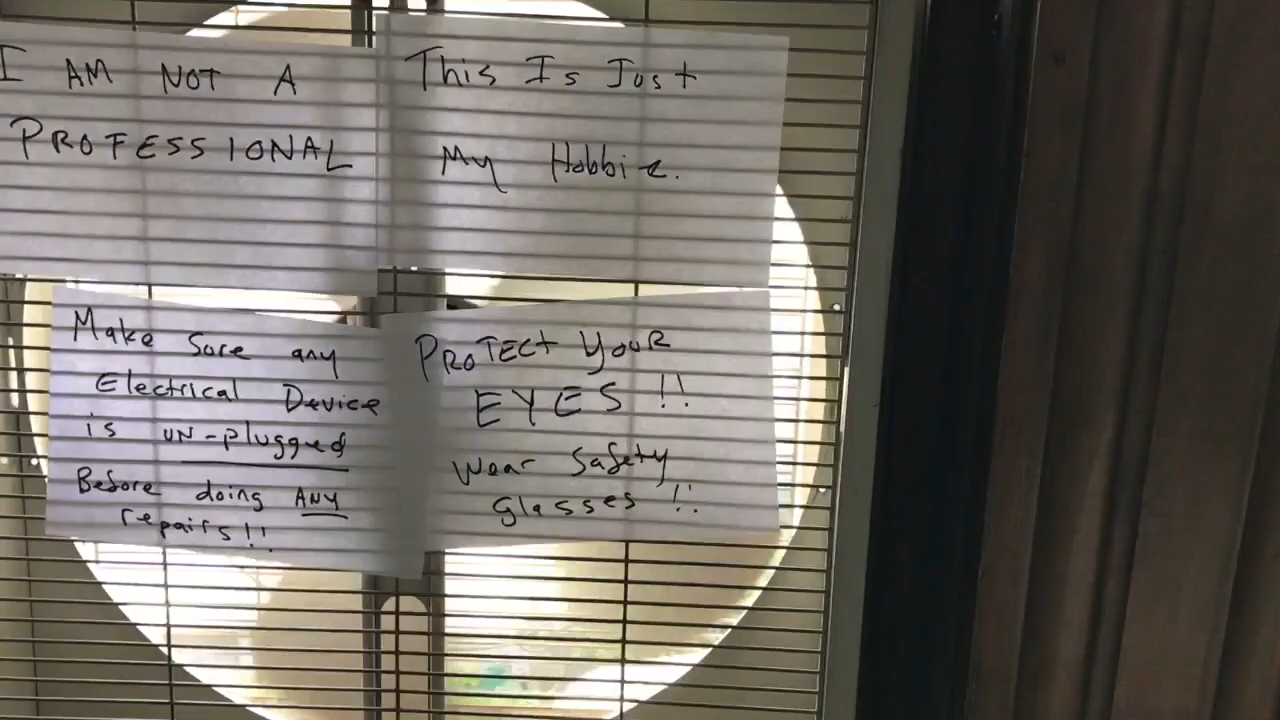 I AM NOT A
PROFESSIONAL
This Is Just
My Hobbie.
Make Sure any
Electrical Device
is UN-plugged
Before doing ANY
repairs!!
PROTECT YOUR
EYES!!
Wear Safety
glasses!!